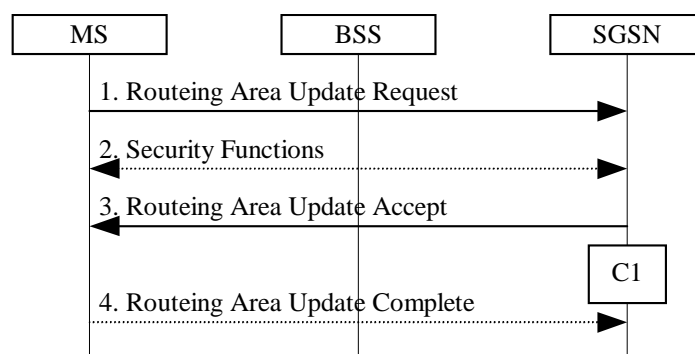 MS
BSS
SGSN
1. Routeing Area Update Request
2. Security Functions
3. Routeing Area Update Accept
C1
4. Routeing Area Update Complete